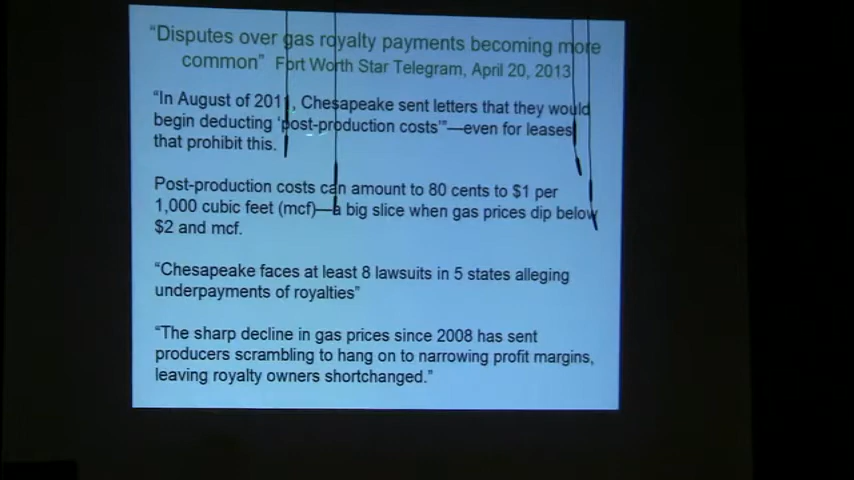 “Disputes over gas royalty payments becoming more
common” Fort Worth Star Telegram, April 20, 2013
“In August of 2011, Chesapeake sent letters that they would
begin deducting ‘post-production costs’”—even for leases
that prohibit this.
Post-production costs can amount to 80 cents to $1 per
1,000 cubic feet (mcf)—a big slice when gas prices dip below
$2 and mcf.
“Chesapeake faces at least 8 lawsuits in 5 states alleging
underpayments of royalties”
“The sharp decline in gas prices since 2008 has sent
producers scrambling to hang on to narrowing profit margins,
leaving royalty owners shortchanged.”